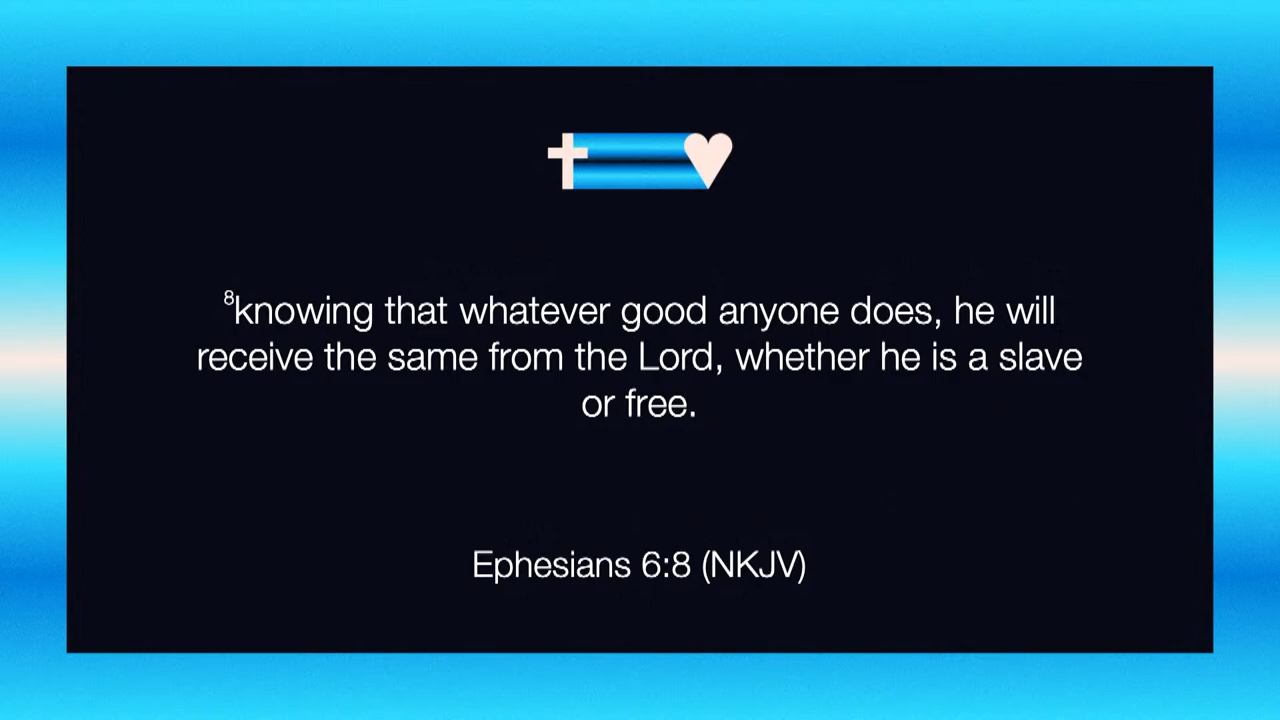 ⁸knowing that whatever good anyone does, he will
receive the same from the Lord, whether he is a slave
or free.
Ephesians 6:8 (NKJV)